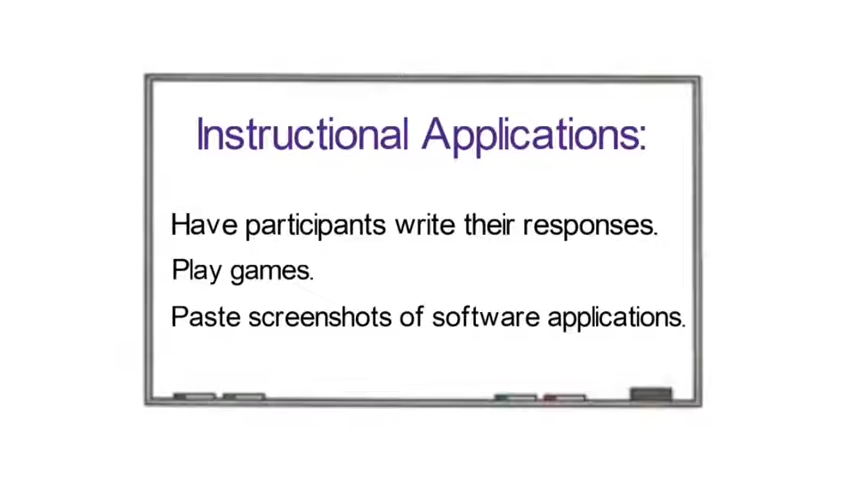 Instructional Applications:
Have participants write their responses.
Play games.
Paste screenshots of software applications.